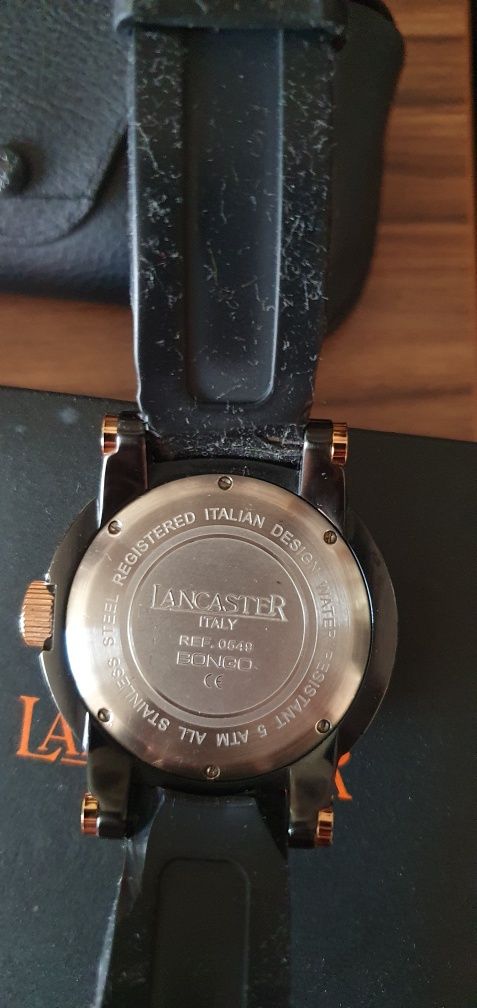 REGISTERED ITALIAN DESIGN WATER RESISTANT 5 ATM ALL STAINLESS STEEL
LANCASTER
ITALY
REF. 0549
BONGO
CE